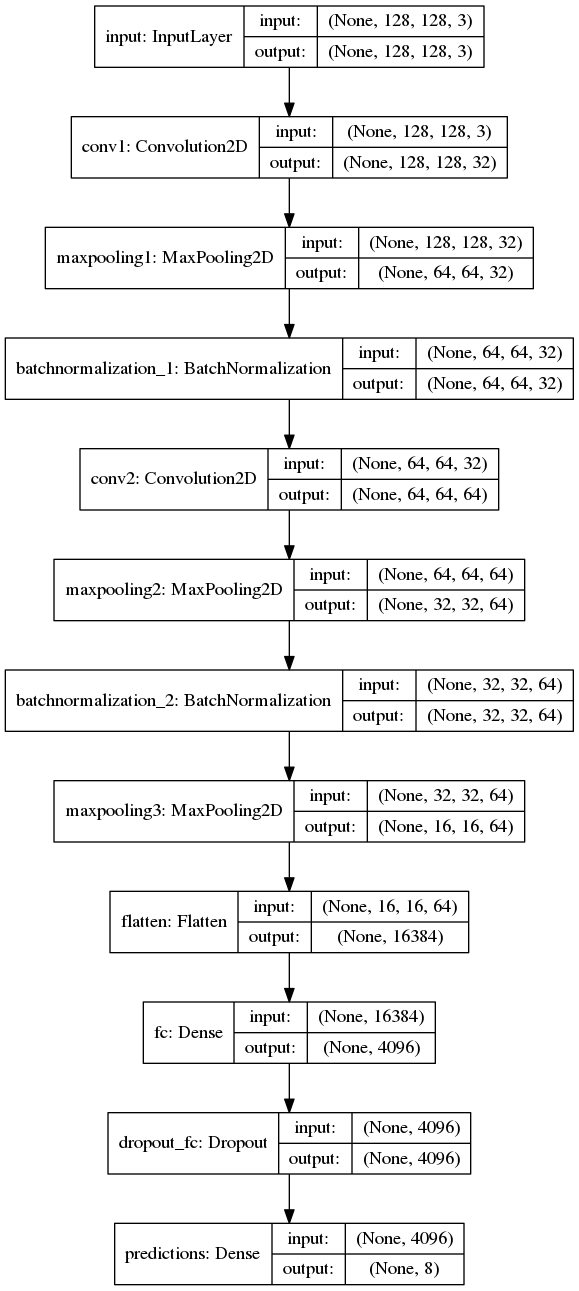 input: InputLayer
input: (None, 128, 128, 3)
output: (None, 128, 128, 3)
conv1: Convolution2D
input: (None, 128, 128, 3)
output: (None, 128, 128, 32)
maxpooling1: MaxPooling2D
input: (None, 128, 128, 32)
output: (None, 64, 64, 32)
batchnormalization_1: BatchNormalization
input: (None, 64, 64, 32)
output: (None, 64, 64, 32)
conv2: Convolution2D
input: (None, 64, 64, 32)
output: (None, 64, 64, 64)
maxpooling2: MaxPooling2D
input: (None, 64, 64, 64)
output: (None, 32, 32, 64)
batchnormalization_2: BatchNormalization
input: (None, 32, 32, 64)
output: (None, 32, 32, 64)
maxpooling3: MaxPooling2D
input: (None, 32, 32, 64)
output: (None, 16, 16, 64)
flatten: Flatten
input: (None, 16, 16, 64)
output: (None, 16384)
fc: Dense
input: (None, 16384)
output: (None, 4096)
dropout_fc: Dropout
input: (None, 4096)
output: (None, 4096)
predictions: Dense
input: (None, 4096)
output: (None, 8)